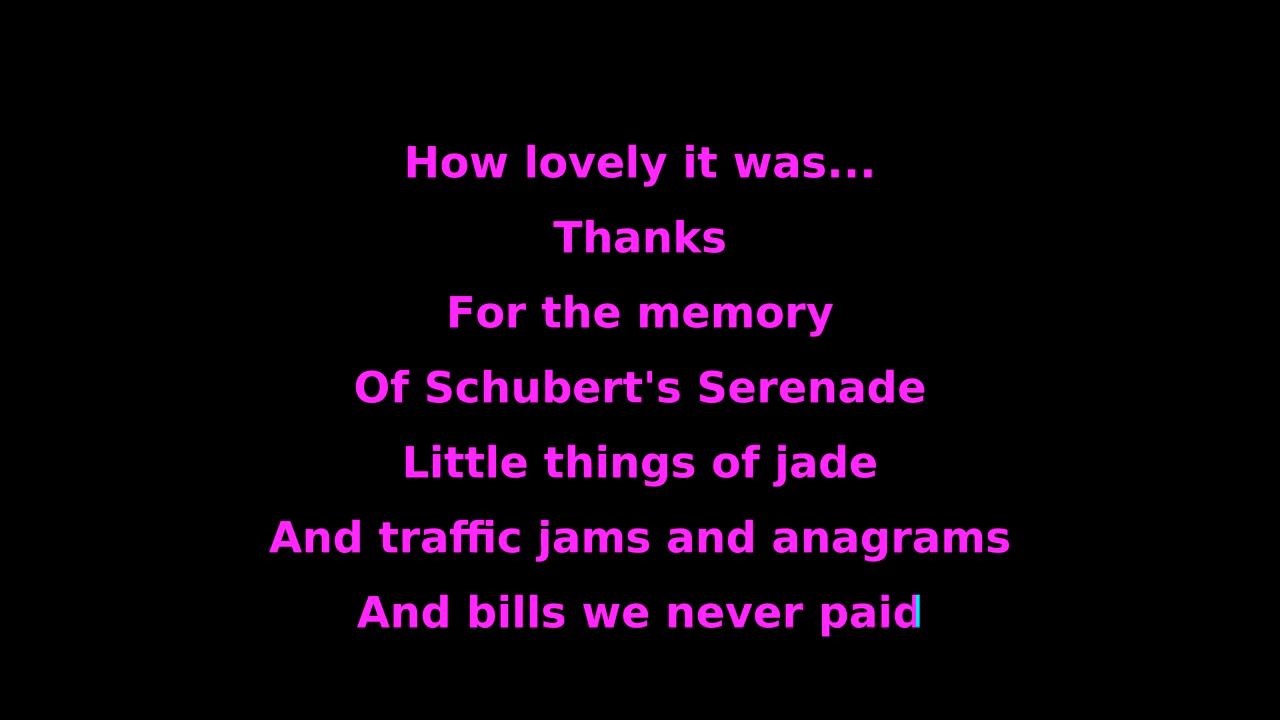 How lovely it was...
Thanks
For the memory
Of Schubert's Serenade
Little things of jade
And traffic jams and anagrams
And bills we never paid